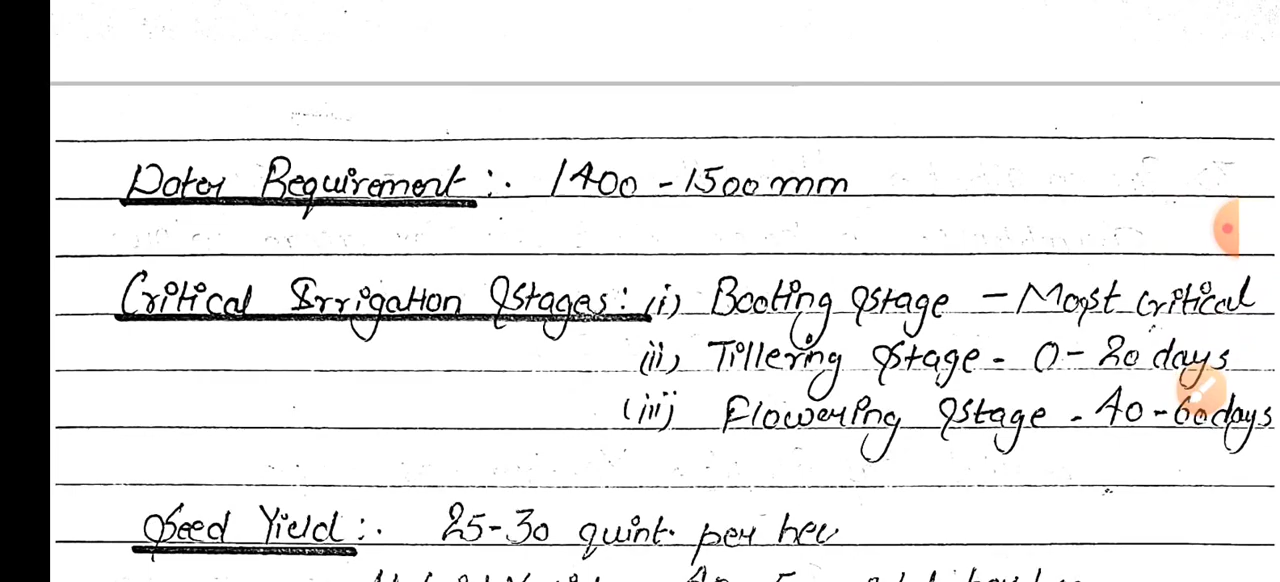 Water Requirement :- 1400 - 1500 mm
Critical Irrigation Stages: (i) Booting Stage - Most Critical
(ii) Tillering Stage - 0-20 days
(iii) Flowering Stage - 40-60 days
Seed Yield :- 25-30 quint. per hec